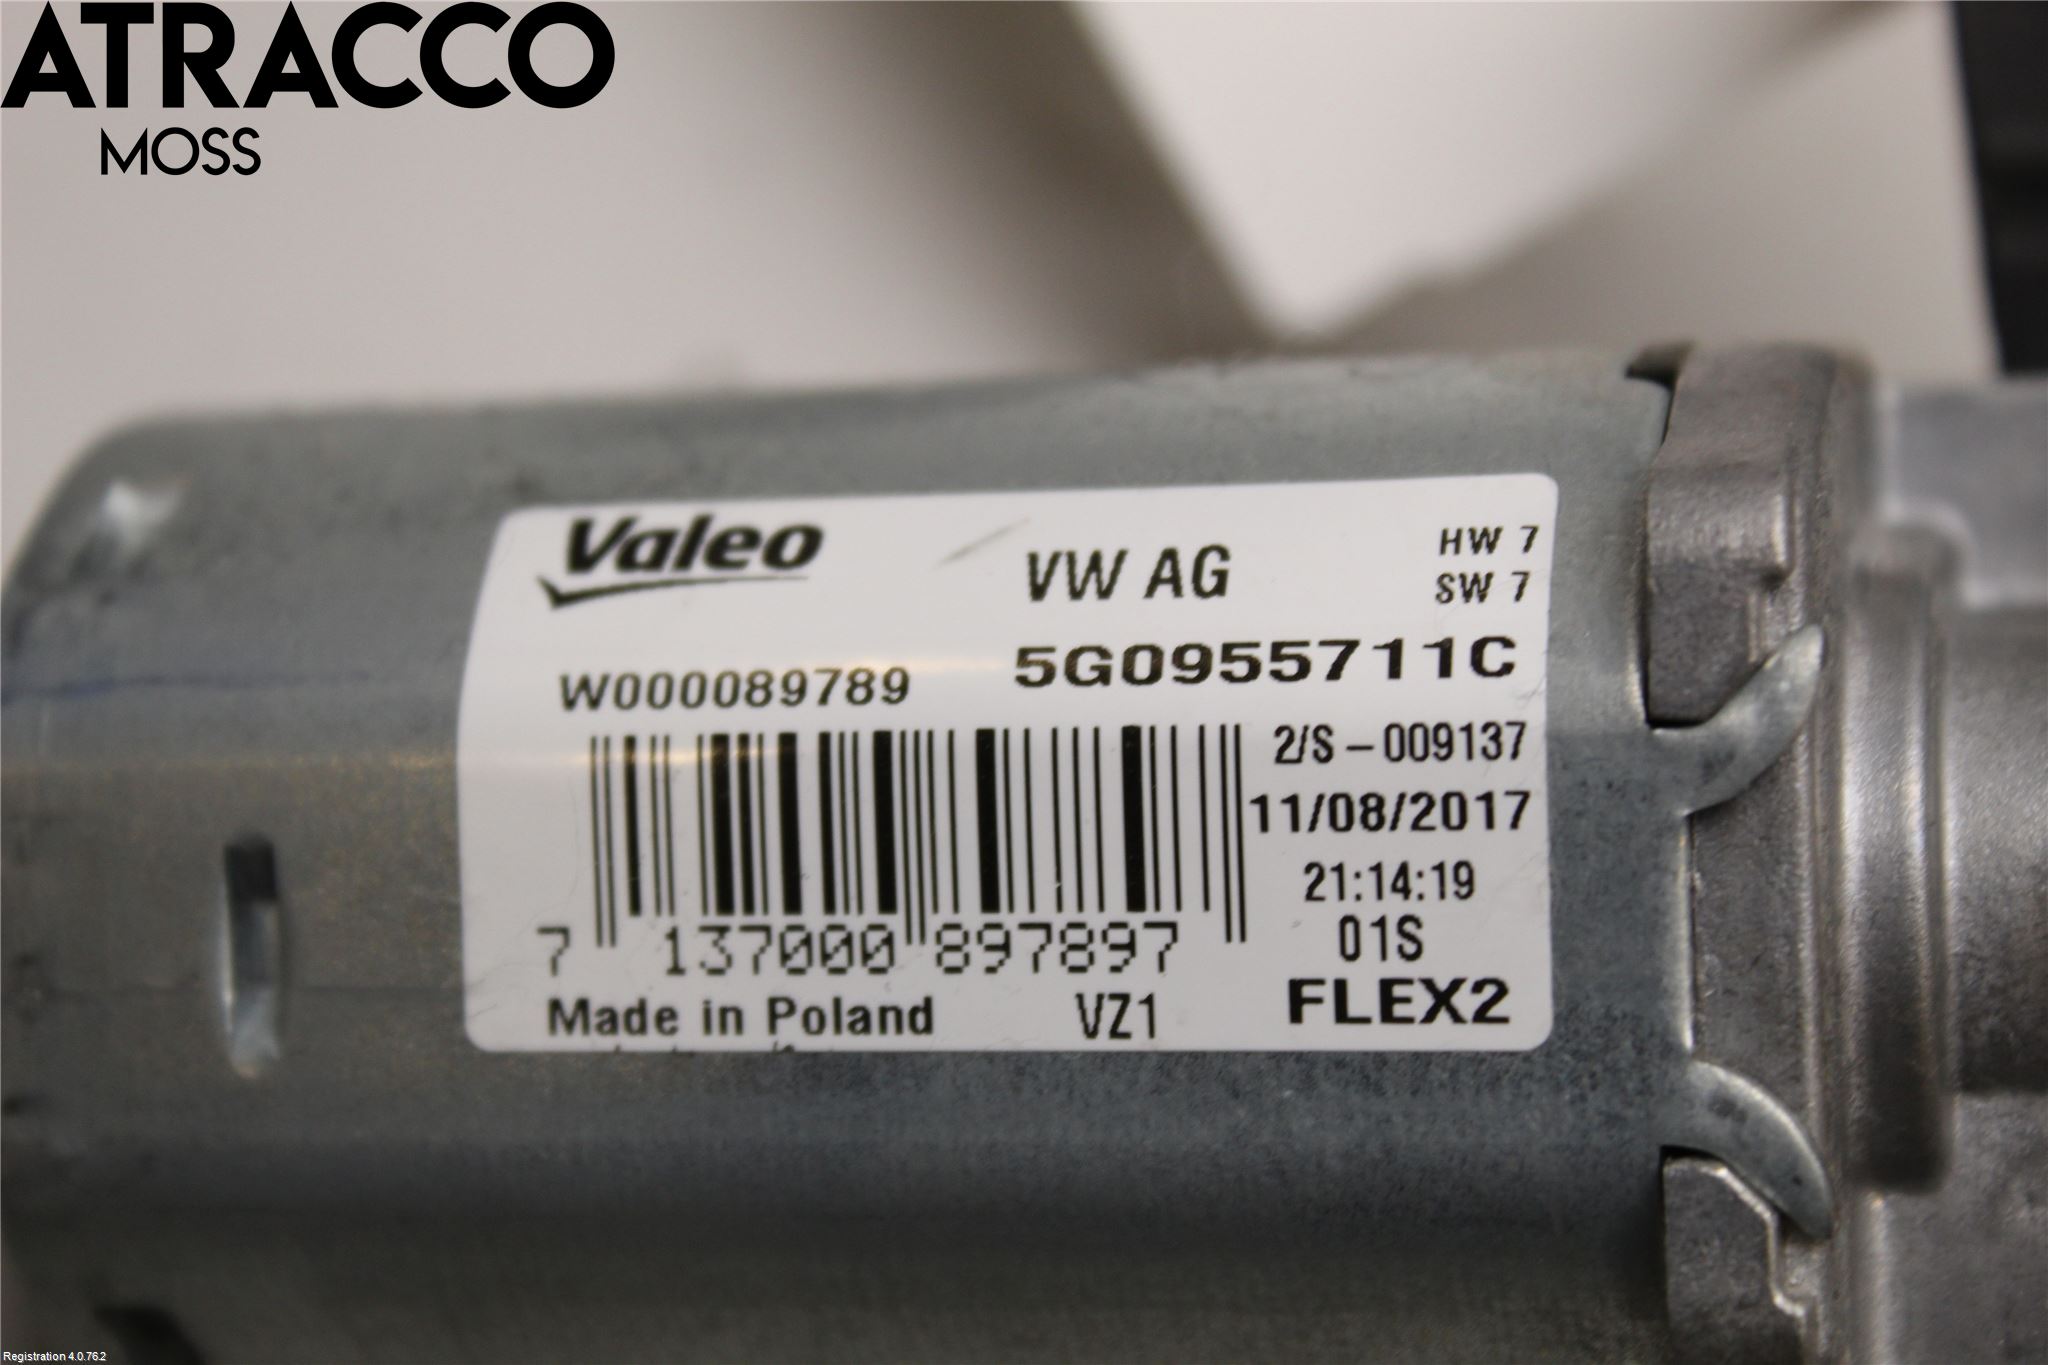 ATRACCO
MOSS
Valeo
VW AG
HW 7
SW 7
W000089789
5G0955711C
2/S-009137
11/08/2017
21:14:19
01S
7 137000 897897
Made in Poland
VZ1
FLEX2
Registration 4.0.76.2